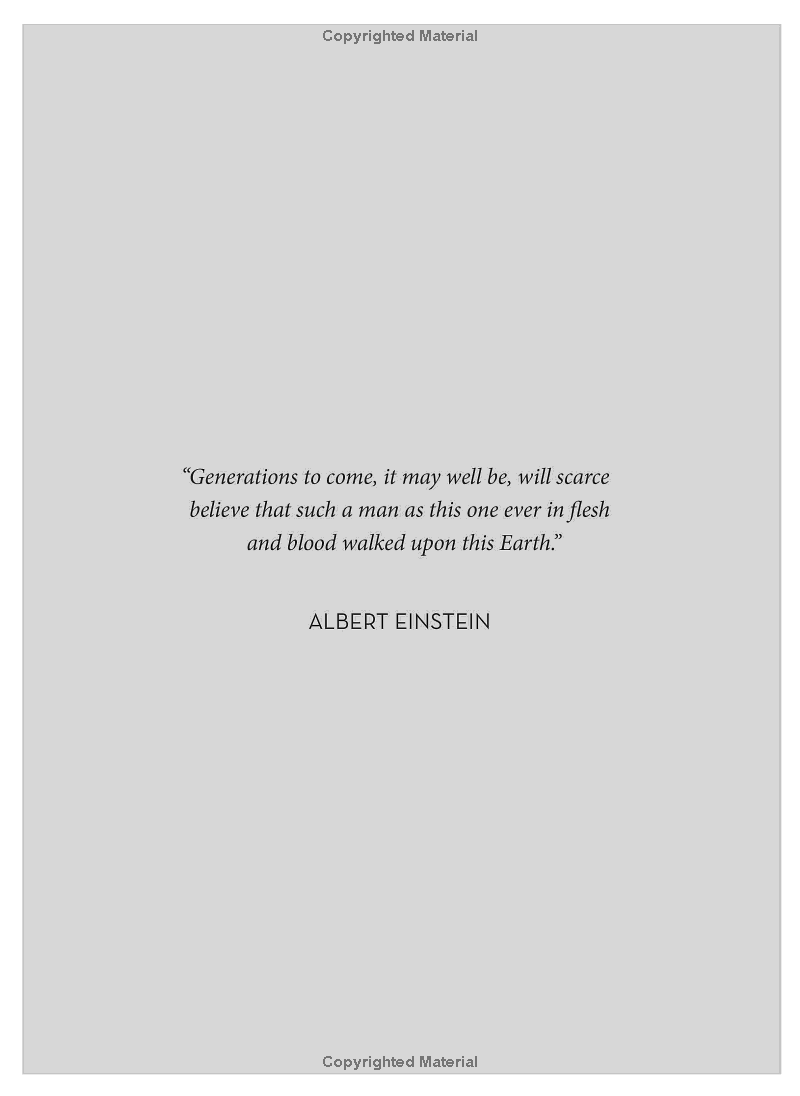 Copyrighted Material
“Generations to come, it may well be, will scarce
believe that such a man as this one ever in flesh
and blood walked upon this Earth.”
ALBERT EINSTEIN
Copyrighted Material